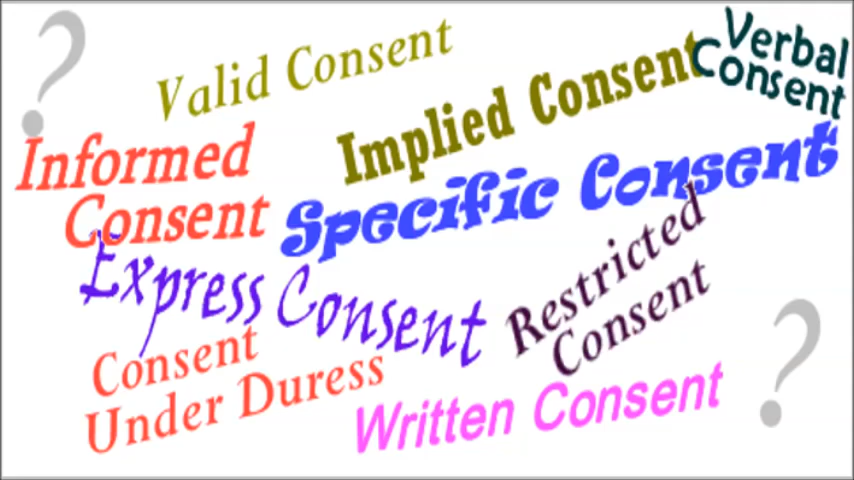 ?
Valid Consent
Verbal
Consent
Implied Consent
Informed
Consent
Specific Consent
Express Consent
Restricted
Consent
Consent
Under Duress
Written Consent
?